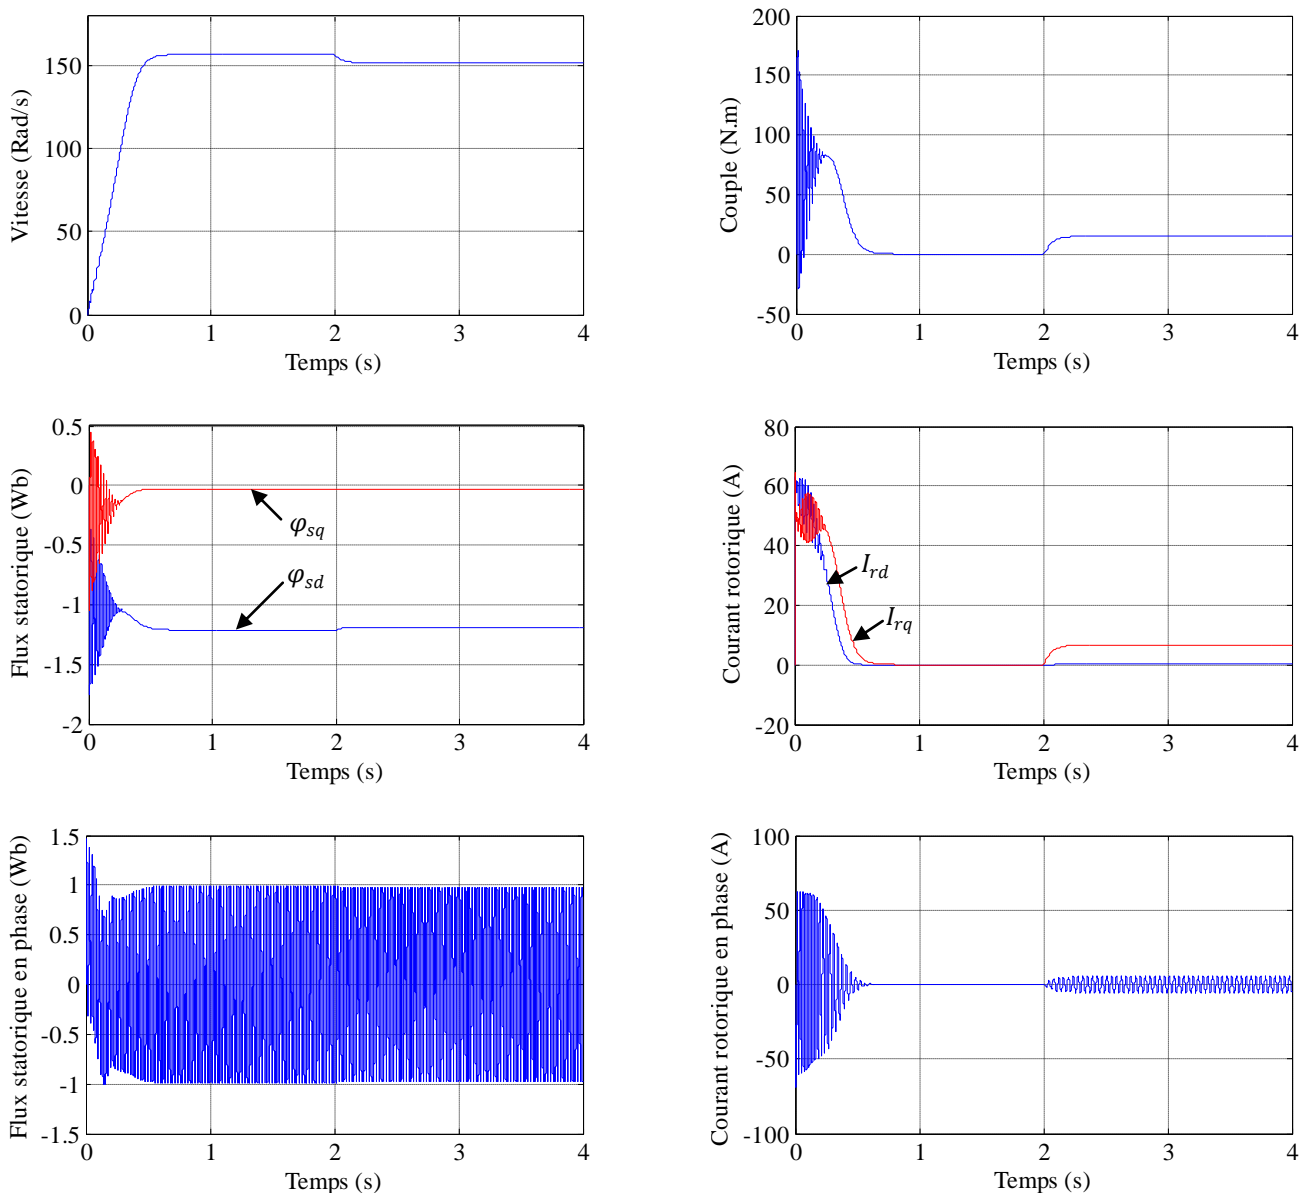 Vitesse (Rad/s)
150
100
50
0
0 1 2 3 4
Temps (s)
Couple (N.m)
200
150
100
50
0
-50
0 1 2 3 4
Temps (s)
Flux statorique (Wb)
0.5
0
-0.5
-1
-1.5
-2
φsq
φsd
0 1 2 3 4
Temps (s)
Courant rotorique (A)
80
60
40
20
0
-20
Ird
Irq
0 1 2 3 4
Temps (s)
Flux statorique en phase (Wb)
1.5
1
0.5
0
-0.5
-1
-1.5
0 1 2 3 4
Temps (s)
Courant rotorique en phase (A)
100
50
0
-50
-100
0 1 2 3 4
Temps (s)